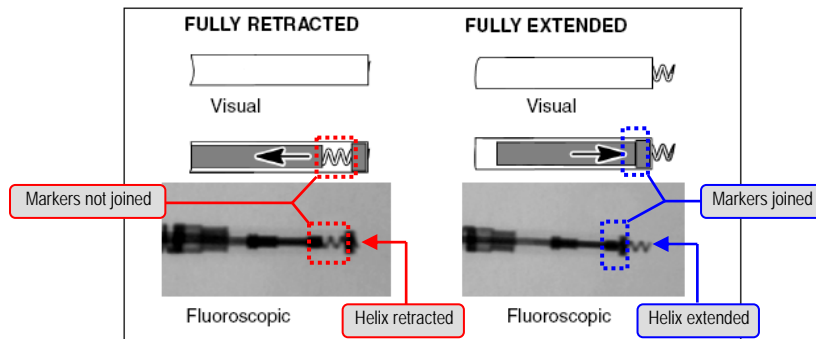 FULLY RETRACTED
FULLY EXTENDED
Visual
Visual
Markers not joined
Markers joined
Fluoroscopic
Helix retracted
Fluoroscopic
Helix extended